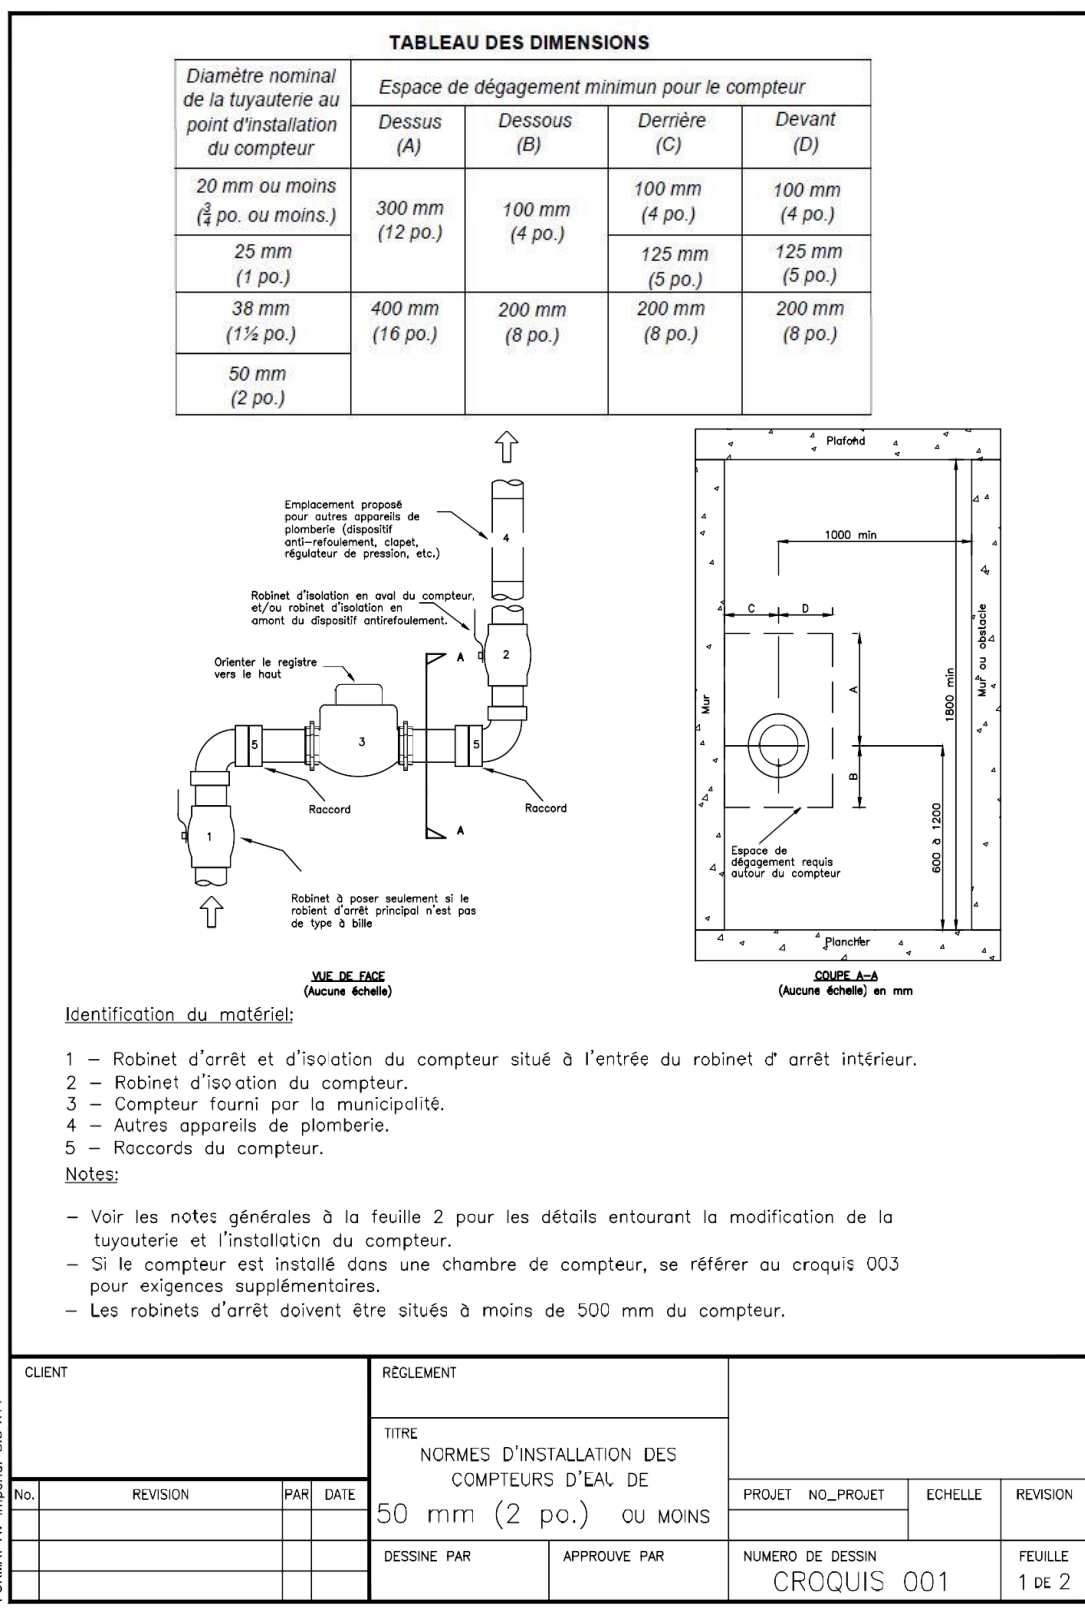 TABLEAU DES DIMENSIONS
Diamètre nominal
de la tuyauterie au
point d'installation
du compteur
Espace de dégagement minimun pour le compteur
Dessus
(A)
Dessous
(B)
Derrière
(C)
Devant
(D)
20 mm ou moins
(3/4 po. ou moins.)
300 mm
(12 po.)
100 mm
(4 po.)
100 mm
(4 po.)
100 mm
(4 po.)
25 mm
(1 po.)
125 mm
(5 po.)
125 mm
(5 po.)
38 mm
(1½ po.)
400 mm
(16 po.)
200 mm
(8 po.)
200 mm
(8 po.)
200 mm
(8 po.)
50 mm
(2 po.)
Emplacement proposé
pour autres appareils de
plomberie (dispositif
anti-refoulement, clapet,
régulateur de pression, etc.)
4
Robinet d'isolation en aval du compteur,
et/ou robinet d'isolation en
amont du dispositif antirefoulement.
2
A
Orienter le registre
vers le haut
5
3
5
Raccord
Raccord
A
1
Robinet à poser seulement si le
robient d'arrêt principal n'est pas
de type à bille
VUE DE FACE
(Aucune échelle)
Plafond
1000 min
C
D
Mur
A
B
1800 min
Mur ou obstacle
600 à 1200
Espace de
dégagement requis
autour du compteur
Plancher
COUPE A-A
(Aucune échelle) en mm
Identification du matériel:
1 – Robinet d'arrêt et d'isolation du compteur situé à l'entrée du robinet d' arrêt intérieur.
2 – Robinet d'iso ation du compteur.
3 – Compteur fourni par la municipalité.
4 – Autres appareils de plomberie.
5 – Raccords du compteur.
Notes:
– Voir les notes générales à la feuille 2 pour les détails entourant la modification de la
tuyauterie et l'installation du compteur.
– Si le compteur est installé dans une chambre de compteur, se référer au croquis 003
pour exigences supplémentaires.
– Les robinets d'arrêt doivent être situés à moins de 500 mm du compteur.
CLIENT
RÈGLEMENT
TITRE
NORMES D'INSTALLATION DES
COMPTEURS D'EAU DE
50 mm (2 po.) OU MOINS
No.
REVISION
PAR
DATE
PROJET NO_PROJET
ECHELLE
REVISION
DESSINE PAR
APPROUVE PAR
NUMERO DE DESSIN
CROQUIS 001
FEUILLE
1 DE 2